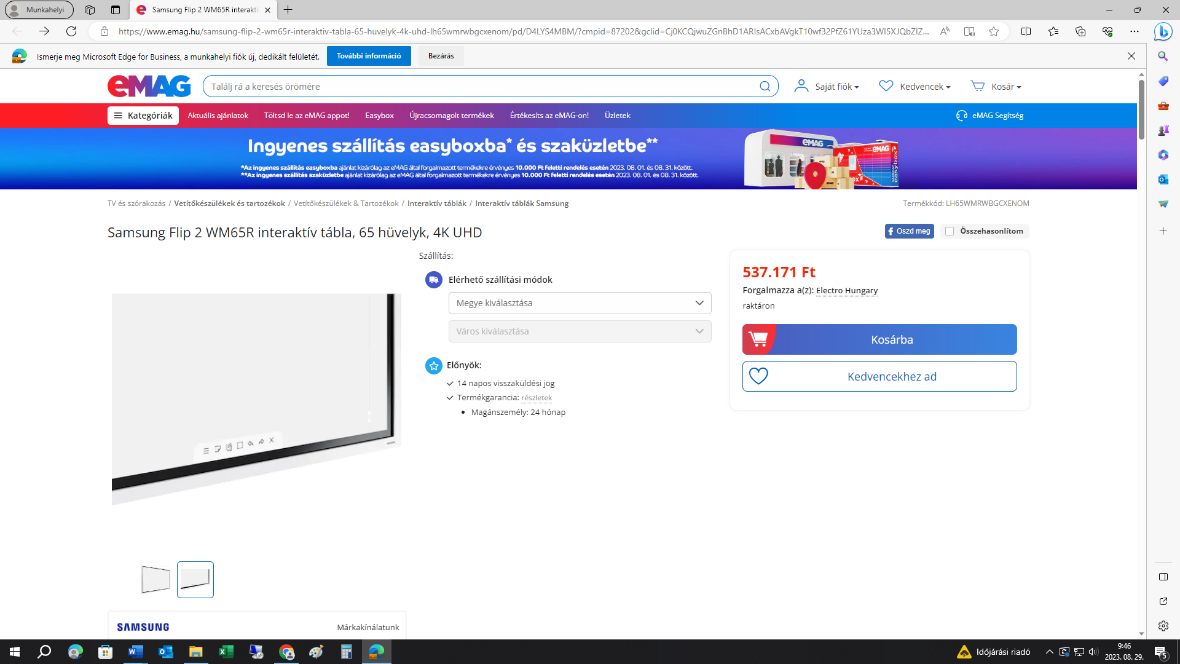 Munkahelyi
Samsung Flip 2 WM65R interaktí
https://www.emag.hu/samsung-flip-2-wm65r-interaktiv-tabla-65-huvelyk-4k-uhd-lh65wmrwbgcxenom/pd/D4LYS4MBM/?cmpid=87202&gclid=Cj0KCQjwuZGnBhD1ARIsACxbAVgkT10wf32PfZ61YUza3WI5XJQbZIZ...
Ismerje meg Microsoft Edge for Business, a munkahelyi fiók új, dedikált felületét.
További információ
Bezárás
eMAG
Találj rá a keresés örömére
Saját fiók
Kedvencek
Kosár
Kategóriák
Aktuális ajánlatok
Töltsd le az eMAG appot!
Easybox
Újracsomagolt termékek
Értékesíts az eMAG-on!
Üzletek
eMAG Segítség
Ingyenes szállítás easyboxba* és szaküzletbe**
*Az ingyenes szállítás easyboxba ajánlat kizárólag az eMAG által forgalmazott termékekre érvényes 10.000 Ft feletti rendelés esetén 2023. 08. 01. és 08. 31. között.
**Az ingyenes szállítás szaküzletbe ajánlat kizárólag az eMAG által forgalmazott termékekre érvényes 10.000 Ft feletti rendelés esetén 2023. 08. 01. és 08. 31. között.
eMAG
eMAG
TV és szórakozás / Vetítőkészülékek és tartozékok / Vetítőkészülékek & Tartozékok / Interaktív táblák / Interaktív táblák Samsung
Termékkód: LH65WMRWBGCXENOM
Samsung Flip 2 WM65R interaktív tábla, 65 hüvelyk, 4K UHD
Oszd meg
Összehasonlítom
Szállítás:
Elérhető szállítási módok
Megye kiválasztása
Város kiválasztása
Előnyök:
14 napos visszaküldési jog
Termékgarancia: részletek
Magánszemély: 24 hónap
537.171 Ft
Forgalmazza a(z): Electro Hungary
raktáron
Kosárba
Kedvencekhez ad
SAMSUNG
Márkakínálatunk
Időjárási riadó
9:46
2023. 08. 29.
5